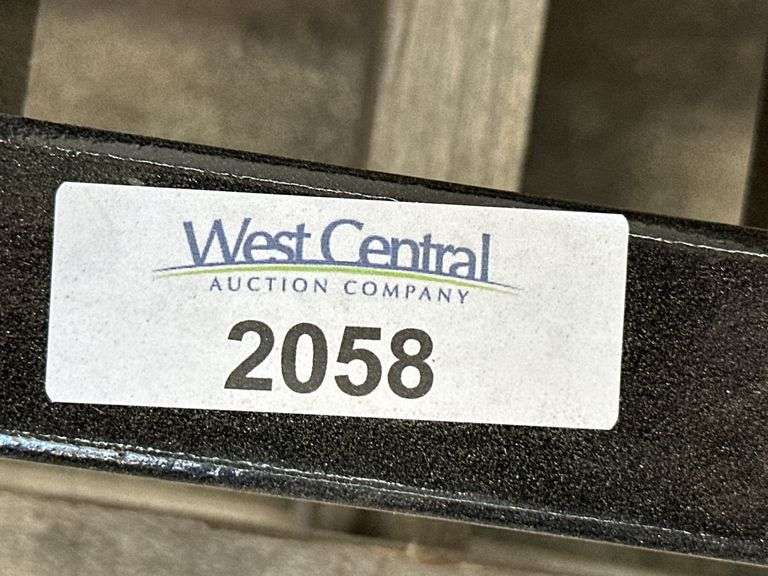 West Central
AUCTION COMPANY
2058